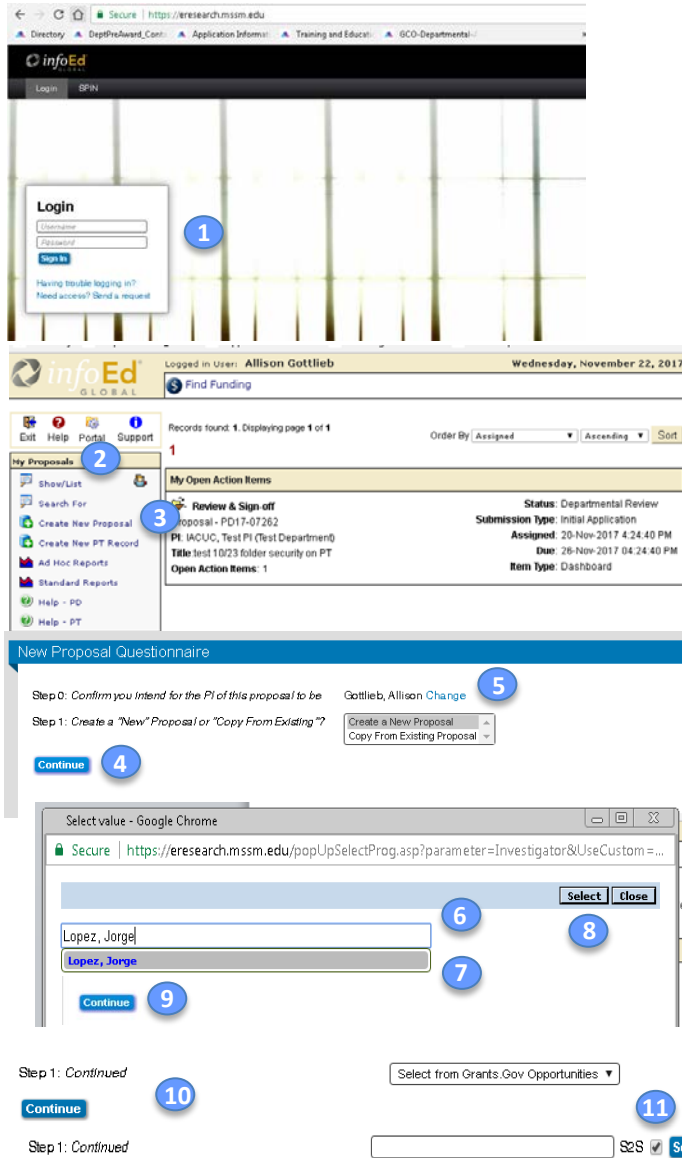 Secure | https://eresearch.mssm.edu
Directory DeptPreAward_Cont Application Informat Training and Educati GCO-Departmental-
infoEd
GLOBAL
Login SPIN
Login
Username
Password
Sign In
1
Having trouble logging in?
Need access? Send a request
infoEd
GLOBAL
Logged in User: Allison Gottlieb Wednesday, November 22, 2017
$ Find Funding
Exit Help Portal Support
2
Records found: 1. Displaying page 1 of 1 Order By Assigned Ascending Sort
1
My Proposals
Show/List
Search For
Create New Proposal
3
Create New PT Record
Ad Hoc Reports
Standard Reports
Help - PD
Help - PT
My Open Action Items
Review & Sign-off Status: Departmental Review
Proposal - PD17-07262 Submission Type: Initial Application
PI: IACUC, Test PI (Test Department) Assigned: 20-Nov-2017 4:24:40 PM
Title test 10/23 folder security on PT Due: 26-Nov-2017 04:24:40 PM
Open Action Items: 1 Item Type: Dashboard
New Proposal Questionnaire
Step 0: Confirm you intend for the PI of this proposal to be Gottlieb, Allison Change
5
Step 1: Create a "New" Proposal or "Copy From Existing"? Create a New Proposal
Copy From Existing Proposal
Continue
4
Select value - Google Chrome
Secure | https://eresearch.mssm.edu/popUpSelectProg.asp?parameter=Investigator&UseCustom=...
Select Close
8
Lopez, Jorge
6
Lopez, Jorge
7
Continue
9
Step 1: Continued Select from Grants.Gov Opportunities
Continue
10
11
Step 1: Continued S2S